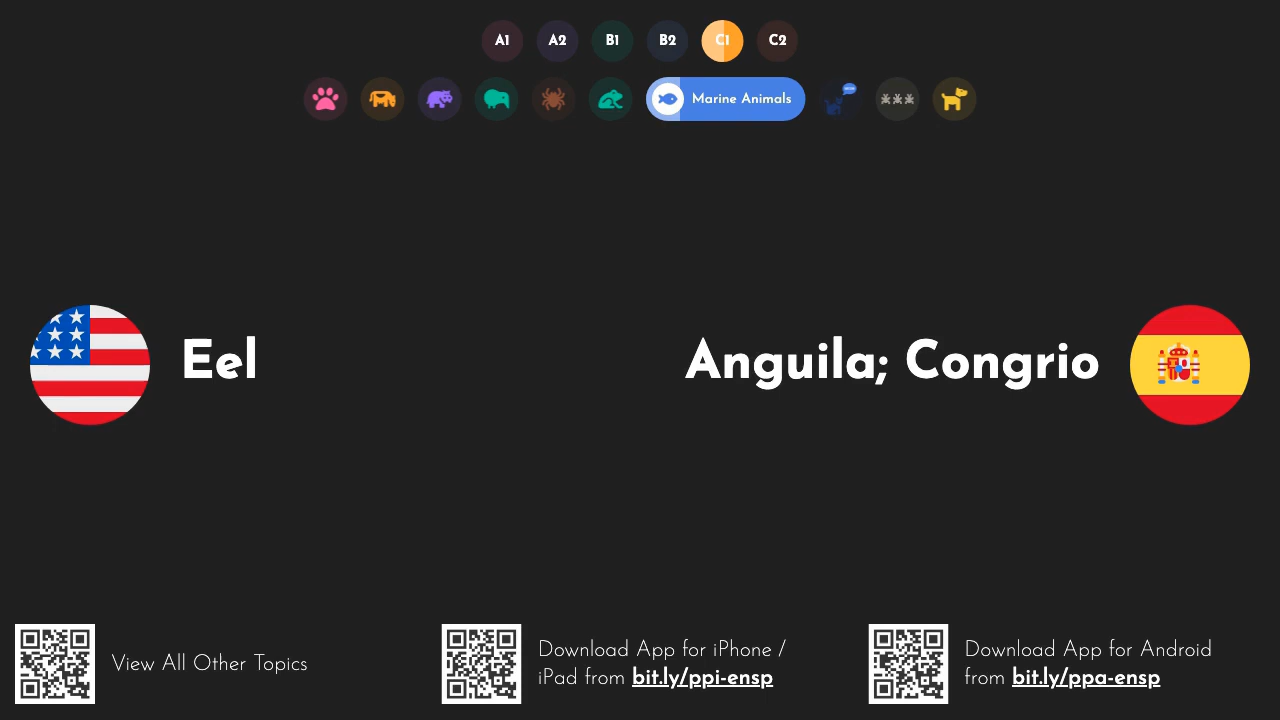 A1 A2 B1 B2 C1 C2
Marine Animals
Eel
Anguila; Congrio
View All Other Topics
Download App for iPhone /
iPad from bit.ly/ppi-ensp
Download App for Android
from bit.ly/ppa-ensp